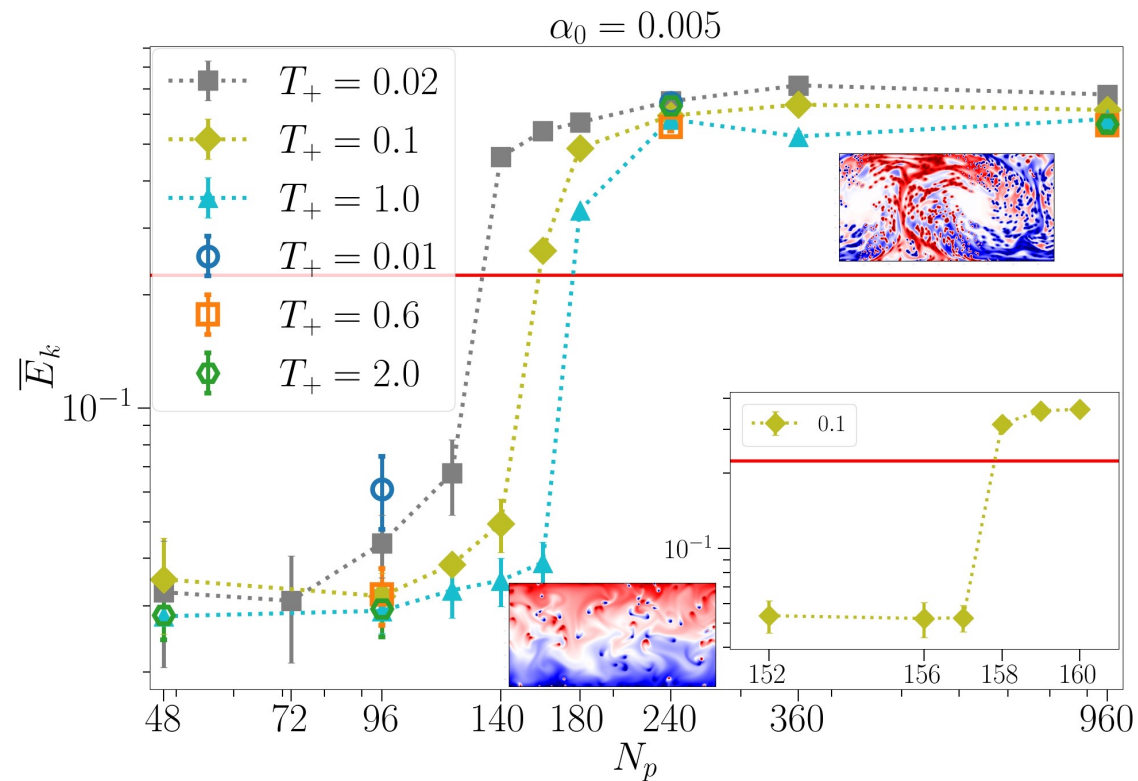 α₀ = 0.005
T₊ = 0.02
T₊ = 0.1
T₊ = 1.0
T₊ = 0.01
T₊ = 0.6
T₊ = 2.0
E̅ₖ
10⁻¹
0.1
10⁻¹
152 156 158 160
48 72 96 140 180 240 360 960
Nₚ